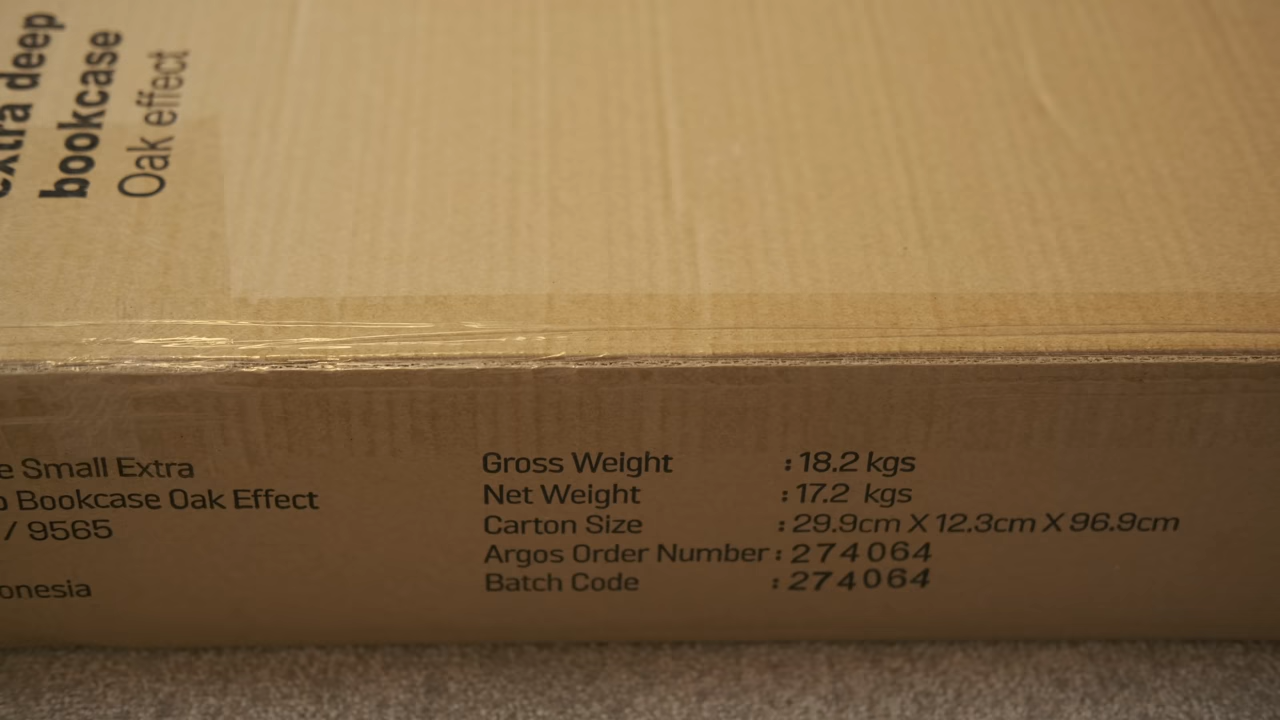 extra deep
bookcase
Oak effect
Small Extra
Bookcase Oak Effect
/ 9565
onesia
Gross Weight : 18.2 kgs
Net Weight : 17.2 kgs
Carton Size : 29.9cm X 12.3cm X 96.9cm
Argos Order Number : 274064
Batch Code : 274064